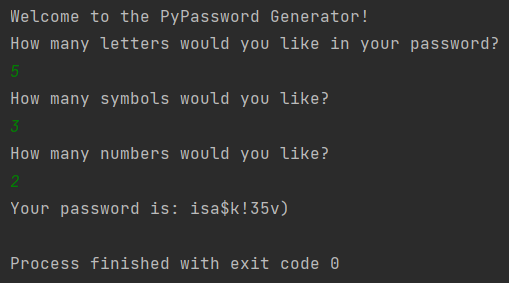 Welcome to the PyPassword Generator!
How many letters would you like in your password?
5
How many symbols would you like?
3
How many numbers would you like?
2
Your password is: isa$k!35v)
Process finished with exit code 0